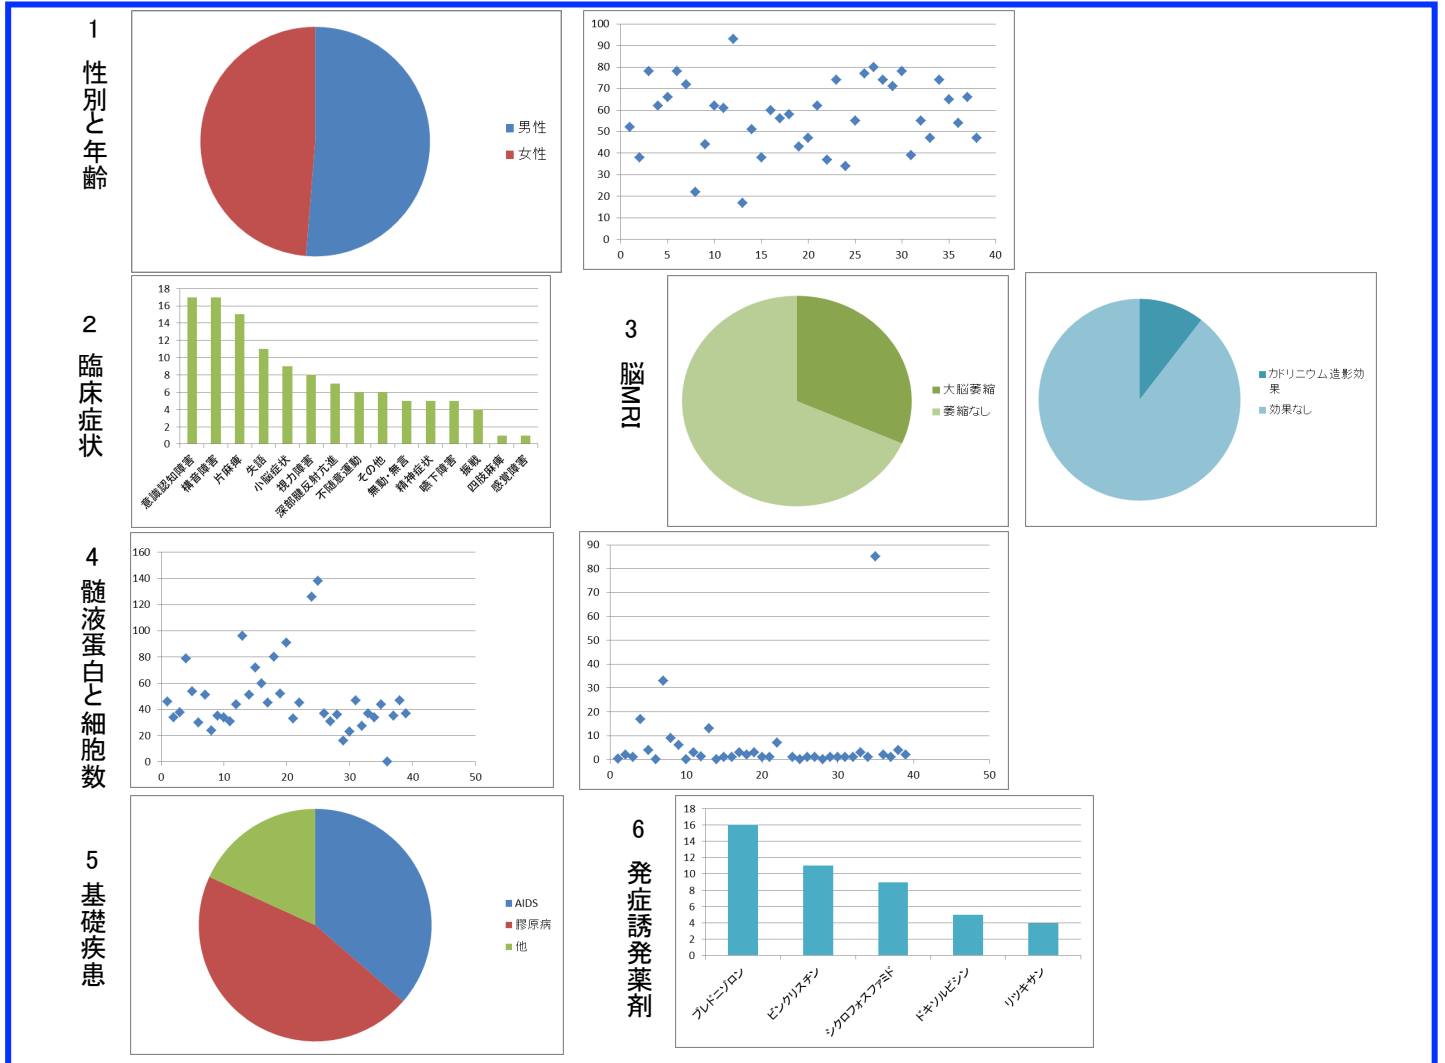 1 性別と年齢
男性
女性
100
90
80
70
60
50
40
30
20
10
0
0 5 10 15 20 25 30 35 40
2 臨床症状
18
16
14
12
10
8
6
4
2
0
意識認知障害
構音障害
片麻痺
失語
小脳症状
視力障害
深部腱反射亢進
不随意運動
その他
無動・無言
精神症状
嚥下障害
振戦
四肢麻痺
感覚障害
3 脳MRI
大脳萎縮
萎縮なし
カドリニウム造影効
果
効果なし
4 髄液蛋白と細胞数
160
140
120
100
80
60
40
20
0
0 10 20 30 40 50
90
80
70
60
50
40
30
20
10
0
0 10 20 30 40 50
5 基礎疾患
AIDS
膠原病
他
6 発症誘発薬剤
18
16
14
12
10
8
6
4
2
0
プレドニゾロン
ビンクリステン
シクロフォスファミド
ドキソルビシン
リツキサン